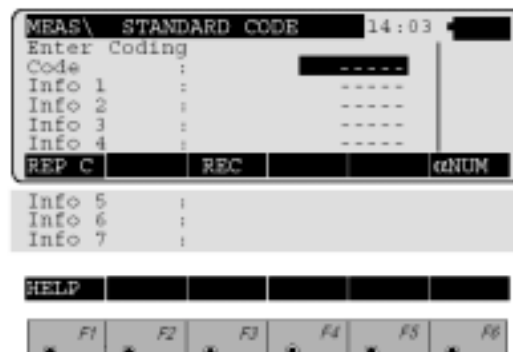 MEAS\ STANDARD CODE 14:03
Enter Coding
Code : -----
Info 1 : -----
Info 2 : -----
Info 3 : -----
Info 4 : -----
REP C REC αNUM
Info 5 :
Info 6 :
Info 7 :
HELP
F1 F2 F3 F4 F5 F6